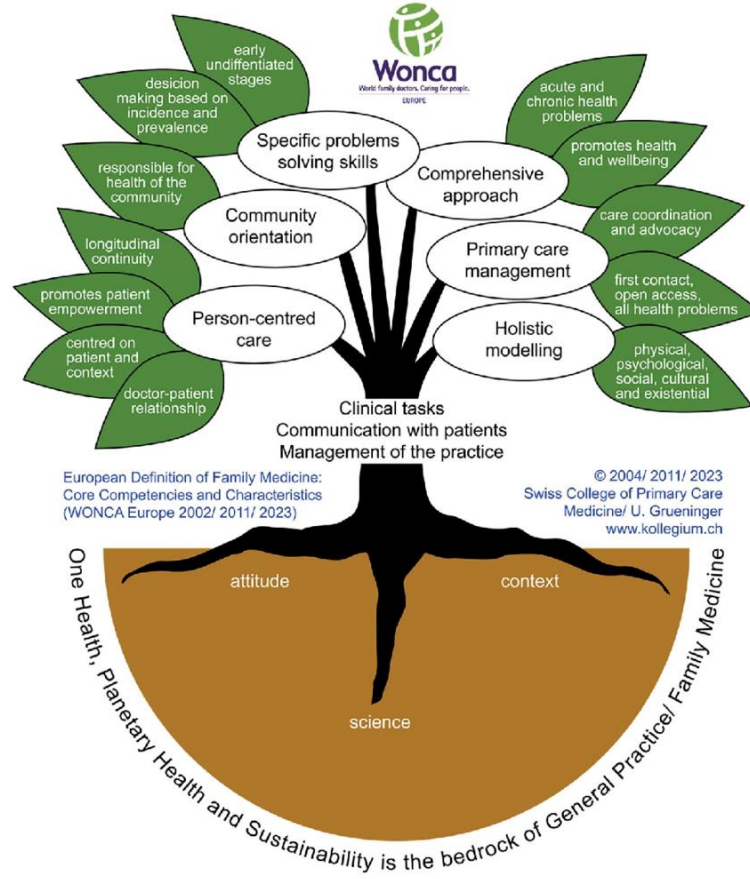 Wonca
World family doctors. Caring for people.
EUROPE
early
undiffentiated
stages
desicion
making based on
incidence and
prevalence
responsible for
health of the
community
longitudinal
continuity
promotes patient
empowerment
centred on
patient and
context
doctor-patient
relationship
Specific problems
solving skills
Community
orientation
Person-centred
care
Comprehensive
approach
Primary care
management
Holistic
modelling
acute and
chronic health
problems
promotes health
and wellbeing
care coordination
and advocacy
first contact,
open access,
all health problems
physical,
psychological,
social, cultural
and existential
Clinical tasks
Communication with patients
Management of the practice
European Definition of Family Medicine:
Core Competencies and Characteristics
(WONCA Europe 2002/ 2011/ 2023)
© 2004/ 2011/ 2023
Swiss College of Primary Care
Medicine/ U. Grueninger
www.kollegium.ch
attitude
context
science
One Health, Planetary Health and Sustainability is the bedrock of General Practice/ Family Medicine